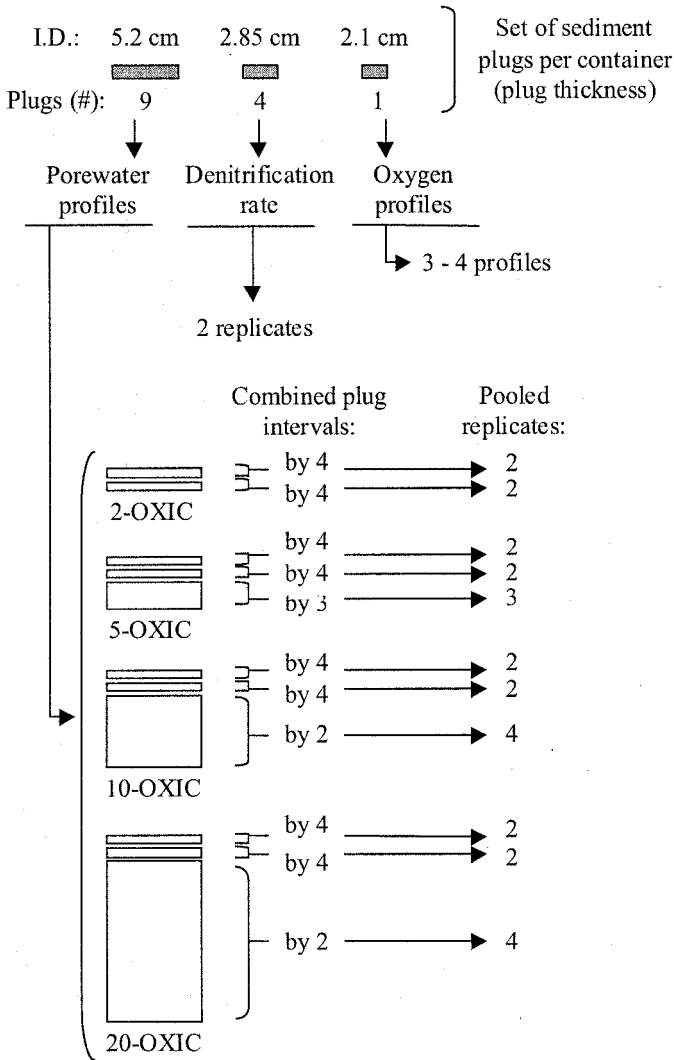 I.D.: 5.2 cm 2.85 cm 2.1 cm
Set of sediment
plugs per container
(plug thickness)
Plugs (#): 9 4 1
Porewater
profiles
Denitrification
rate
Oxygen
profiles
3 - 4 profiles
2 replicates
Combined plug
intervals:
Pooled
replicates:
by 4 2
by 4 2
2-OXIC
by 4 2
by 4 2
by 3 3
5-OXIC
by 4 2
by 4 2
by 2 4
10-OXIC
by 4 2
by 4 2
by 2 4
20-OXIC